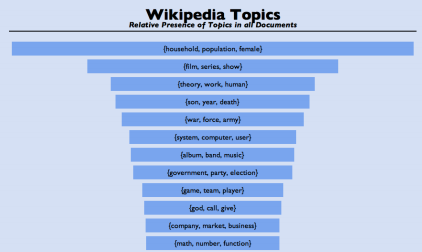 Wikipedia Topics
Relative Presence of Topics in all Documents
{household, population, female}
{film, series, show}
{theory, work, human}
{son, year, death}
{war, force, army}
{system, computer, user}
{album, band, music}
{government, party, election}
{game, team, player}
{god, call, give}
{company, market, business}
{math, number, function}